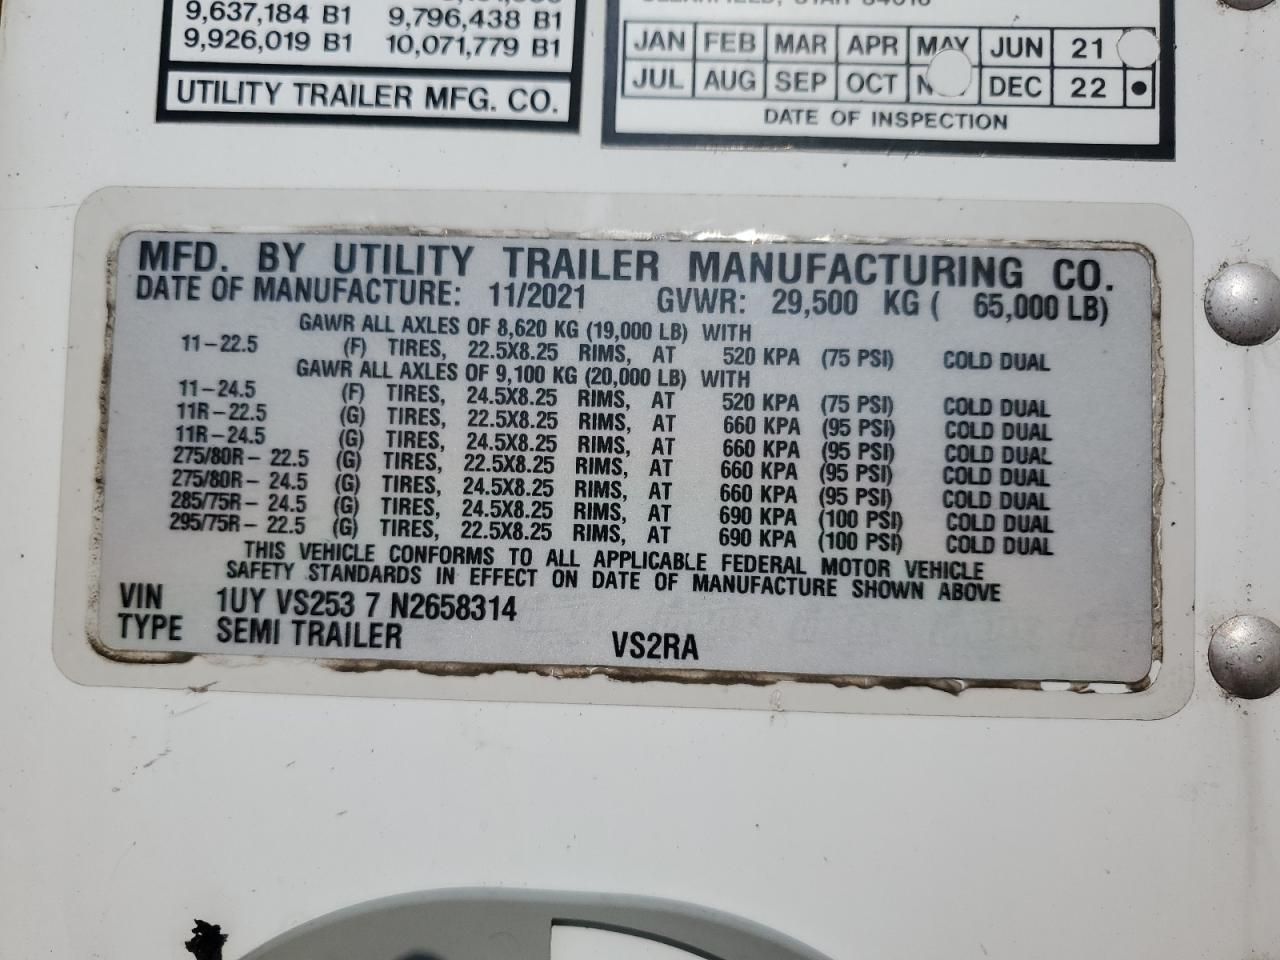 9,637,184 B1 9,796,438 B1
9,926,019 B1 10,071,779 B1
UTILITY TRAILER MFG. CO.
JAN FEB MAR APR MAY JUN 21
JUL AUG SEP OCT N DEC 22
DATE OF INSPECTION
MFD. BY UTILITY TRAILER MANUFACTURING CO.
DATE OF MANUFACTURE: 11/2021 GVWR: 29,500 KG ( 65,000 LB)
GAWR ALL AXLES OF 8,620 KG (19,000 LB) WITH
11-22.5 (F) TIRES, 22.5X8.25 RIMS, AT 520 KPA (75 PSI) COLD DUAL
GAWR ALL AXLES OF 9,100 KG (20,000 LB) WITH
11-24.5 (F) TIRES, 24.5X8.25 RIMS, AT 520 KPA (75 PSI) COLD DUAL
11R-22.5 (G) TIRES, 22.5X8.25 RIMS, AT 660 KPA (95 PSI) COLD DUAL
11R-24.5 (G) TIRES, 24.5X8.25 RIMS, AT 660 KPA (95 PSI) COLD DUAL
275/80R- 22.5 (G) TIRES, 22.5X8.25 RIMS, AT 660 KPA (95 PSI) COLD DUAL
275/80R- 24.5 (G) TIRES, 24.5X8.25 RIMS, AT 660 KPA (95 PSI) COLD DUAL
285/75R- 24.5 (G) TIRES, 24.5X8.25 RIMS, AT 690 KPA (100 PSI) COLD DUAL
295/75R- 22.5 (G) TIRES, 22.5X8.25 RIMS, AT 690 KPA (100 PSI) COLD DUAL
THIS VEHICLE CONFORMS TO ALL APPLICABLE FEDERAL MOTOR VEHICLE
SAFETY STANDARDS IN EFFECT ON DATE OF MANUFACTURE SHOWN ABOVE
VIN 1UY VS253 7 N2658314
TYPE SEMI TRAILER VS2RA